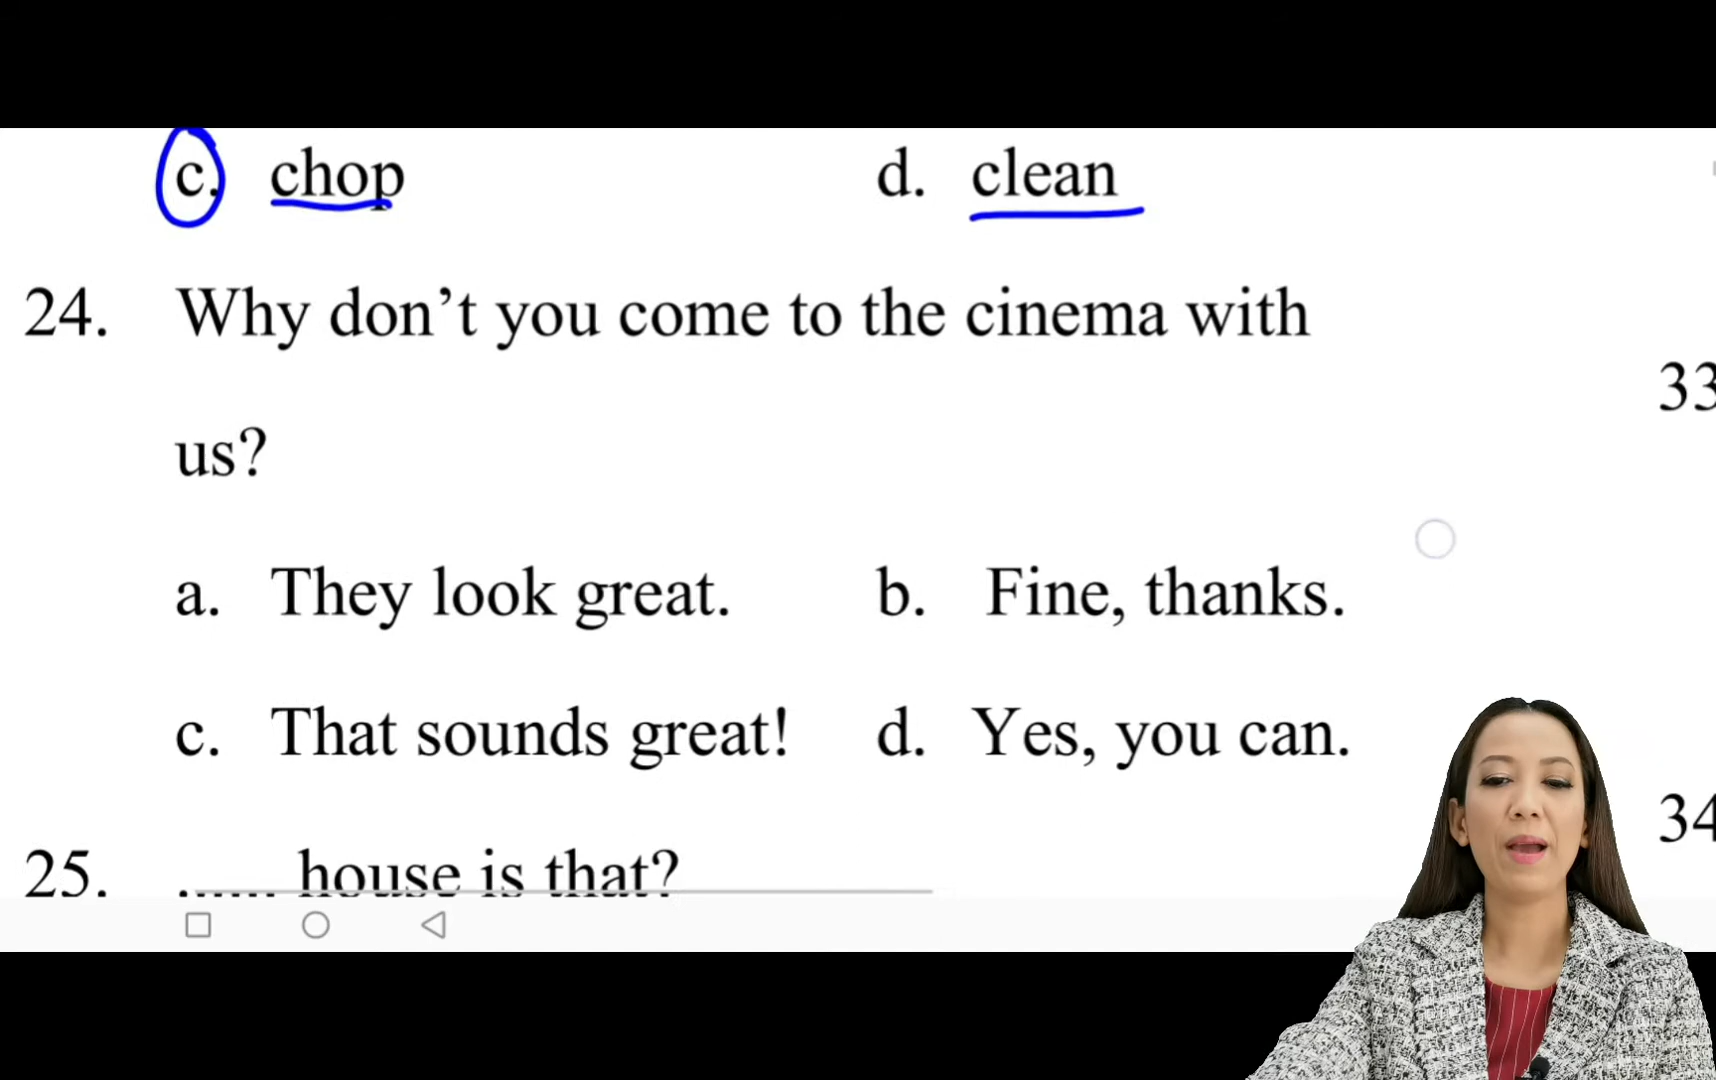 c. chop d. clean
24. Why don’t you come to the cinema with
33
us?
a. They look great. b. Fine, thanks.
c. That sounds great! d. Yes, you can.
34
25. ...... house is that?